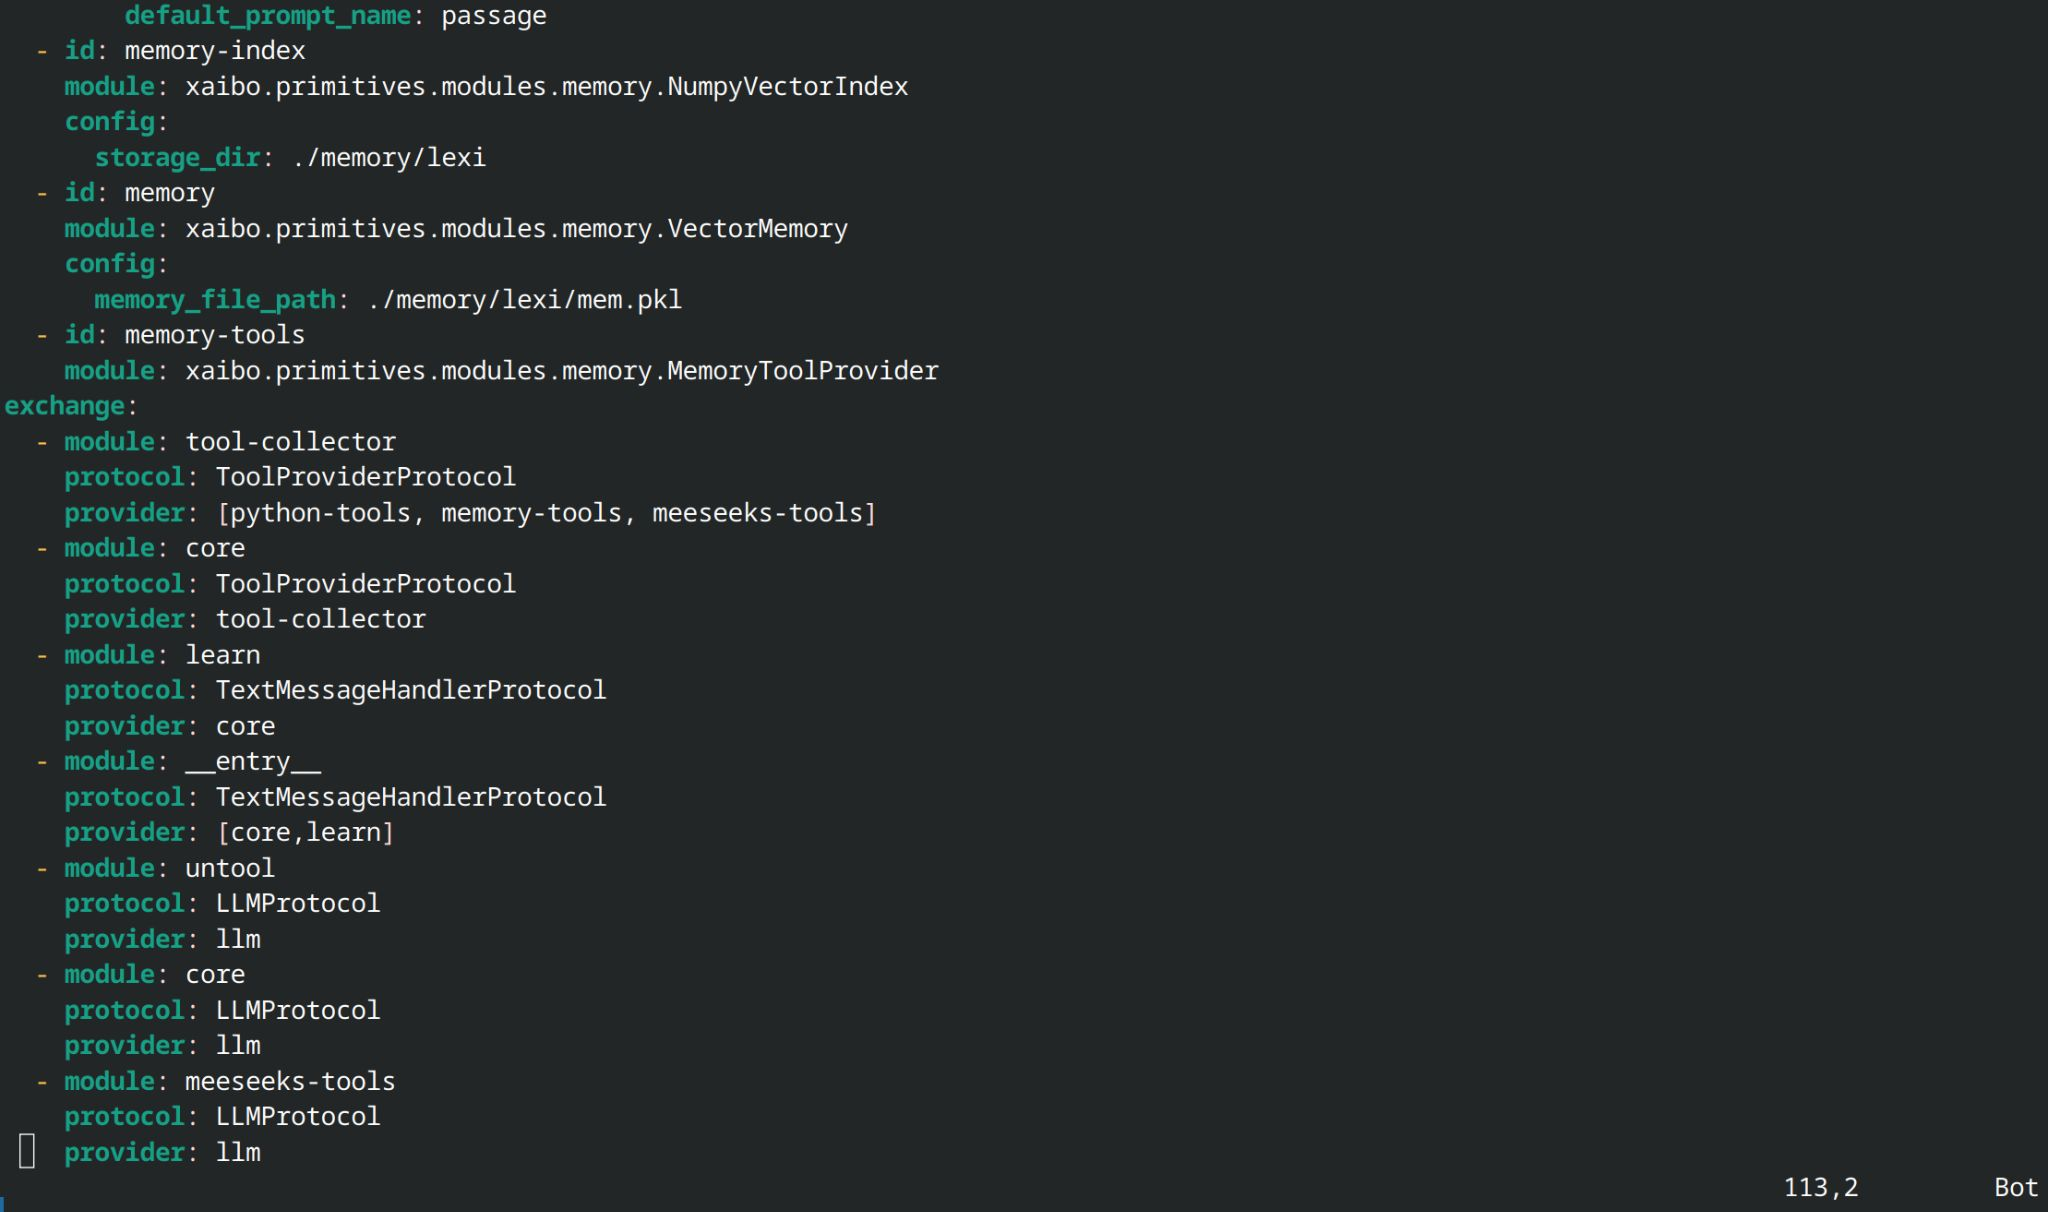 default_prompt_name: passage
  - id: memory-index
    module: xaibo.primitives.modules.memory.NumpyVectorIndex
    config:
      storage_dir: ./memory/lexi
  - id: memory
    module: xaibo.primitives.modules.memory.VectorMemory
    config:
      memory_file_path: ./memory/lexi/mem.pkl
  - id: memory-tools
    module: xaibo.primitives.modules.memory.MemoryToolProvider
exchange:
  - module: tool-collector
    protocol: ToolProviderProtocol
    provider: [python-tools, memory-tools, meeseeks-tools]
  - module: core
    protocol: ToolProviderProtocol
    provider: tool-collector
  - module: learn
    protocol: TextMessageHandlerProtocol
    provider: core
  - module: __entry__
    protocol: TextMessageHandlerProtocol
    provider: [core,learn]
  - module: untool
    protocol: LLMProtocol
    provider: llm
  - module: core
    protocol: LLMProtocol
    provider: llm
  - module: meeseeks-tools
    protocol: LLMProtocol
    provider: llm
113,2 Bot